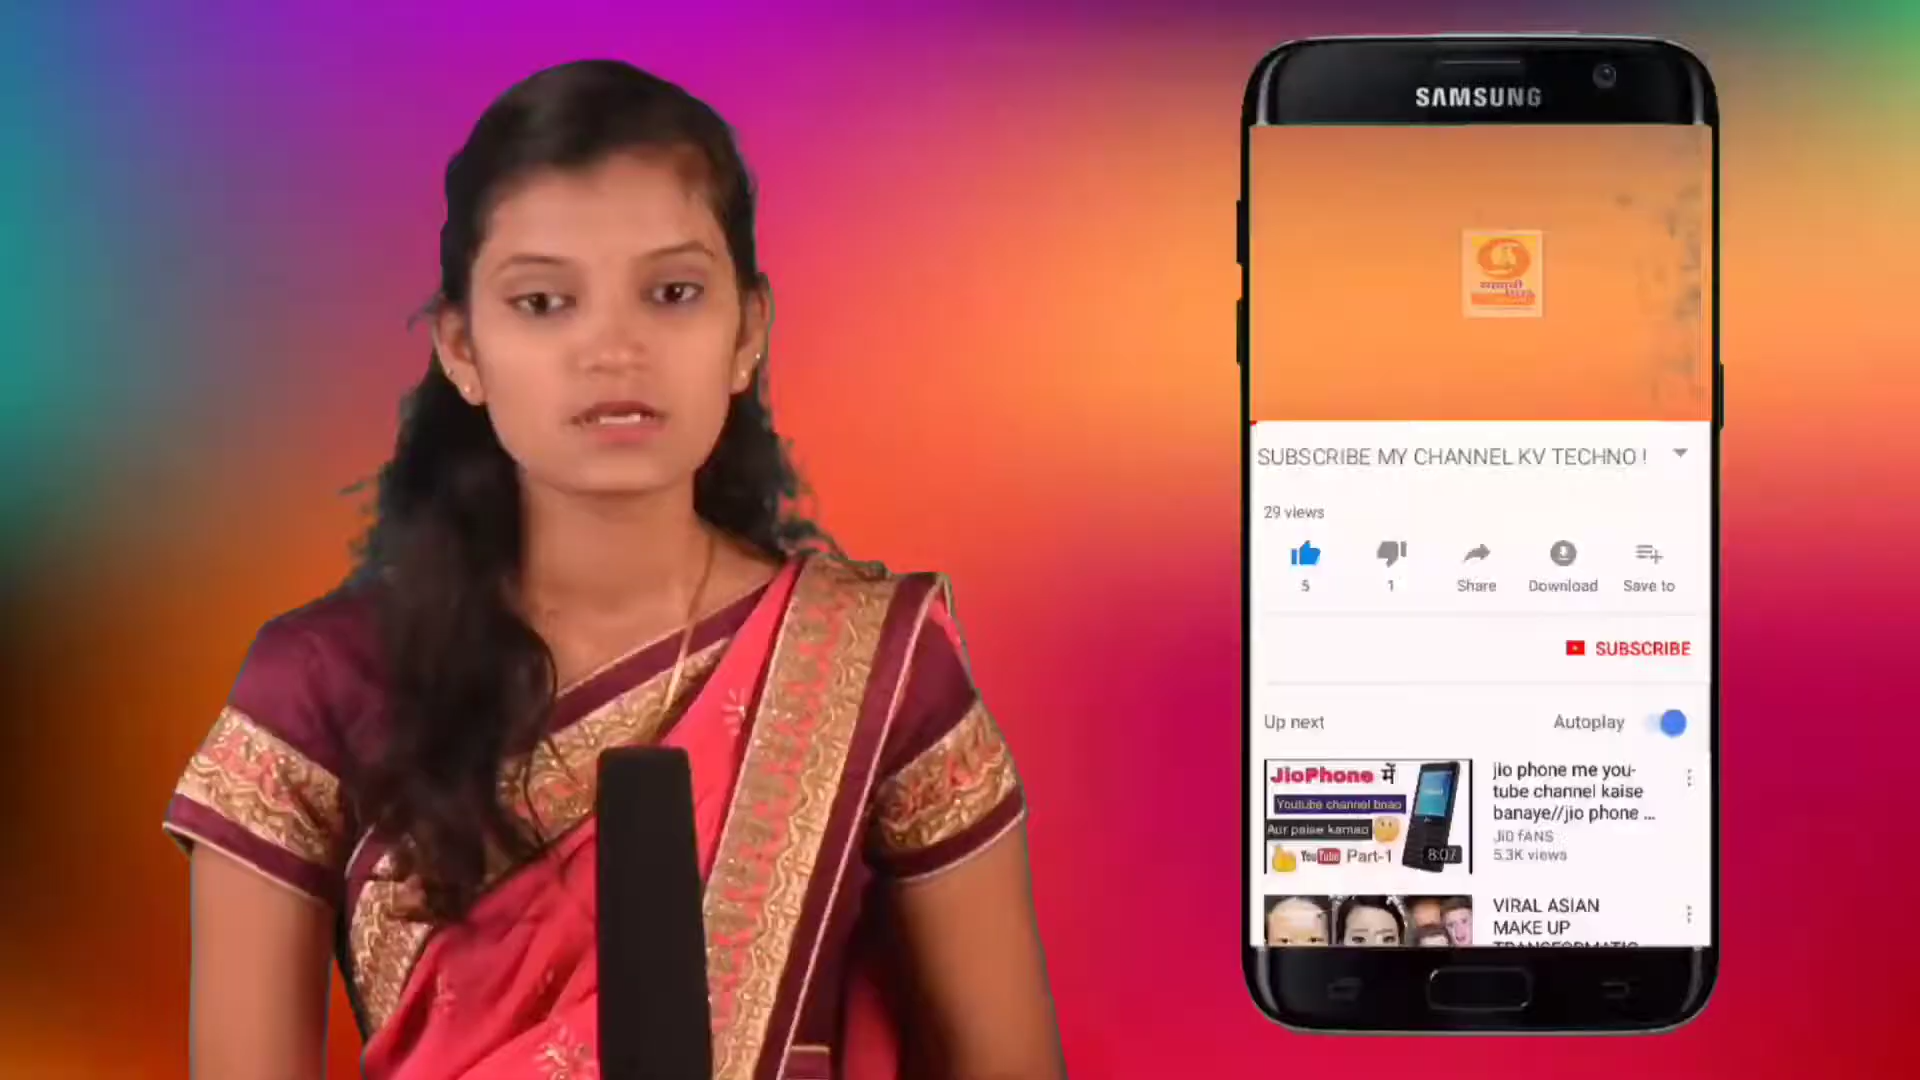 SAMSUNG
SUBSCRIBE MY CHANNEL KV TECHNO !
29 views
5
1
Share
Download
Save to
SUBSCRIBE
Up next
Autoplay
JioPhone में
Youtube channel bnao
Aur paise kamao
YouTube Part-1
8:07
jio phone me you-
tube channel kaise
banaye//jio phone ...
JIO fANS
5.3K views
VIRAL ASIAN
MAKE UP
TRANSFORMATIO